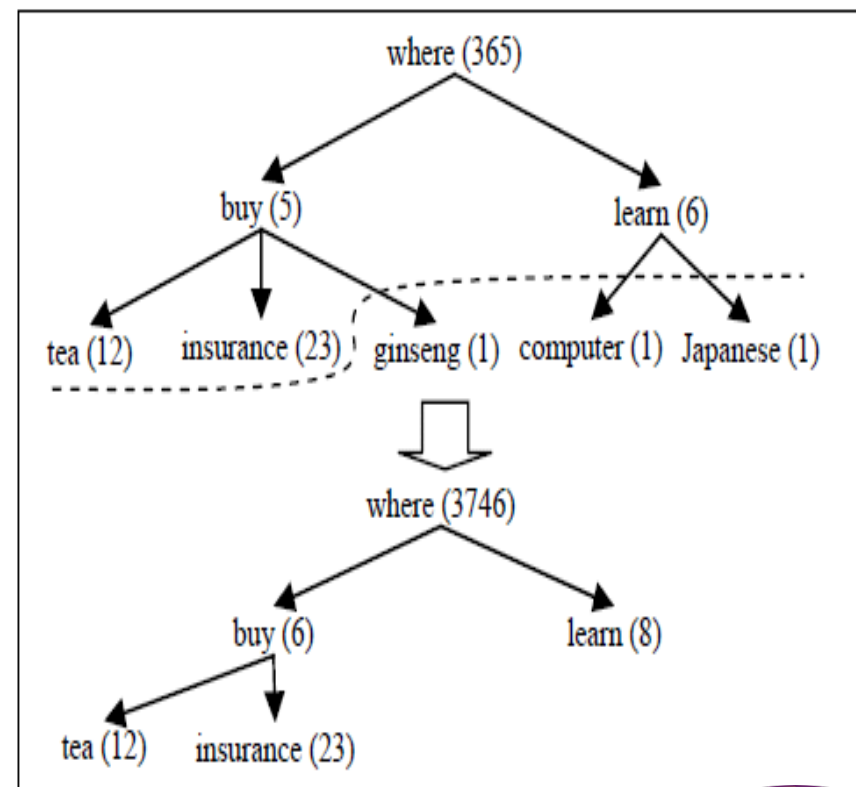 where (365)
buy (5) learn (6)
tea (12) insurance (23) ginseng (1) computer (1) Japanese (1)
where (3746)
buy (6) learn (8)
tea (12) insurance (23)